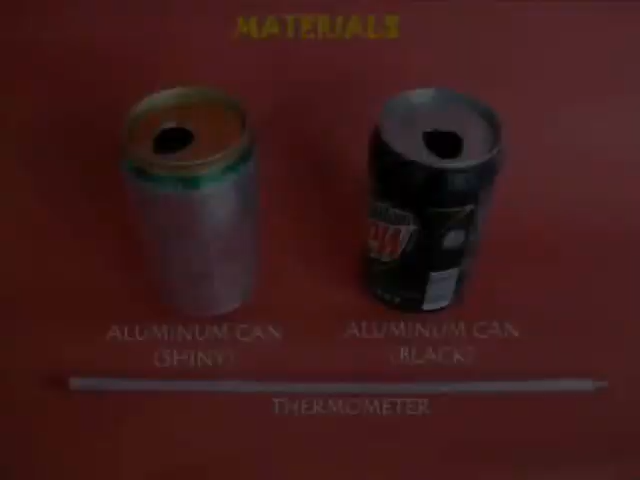 MATERIALS
ALUMINUM CAN
(SHINY)
ALUMINUM CAN
(BLACK)
THERMOMETER